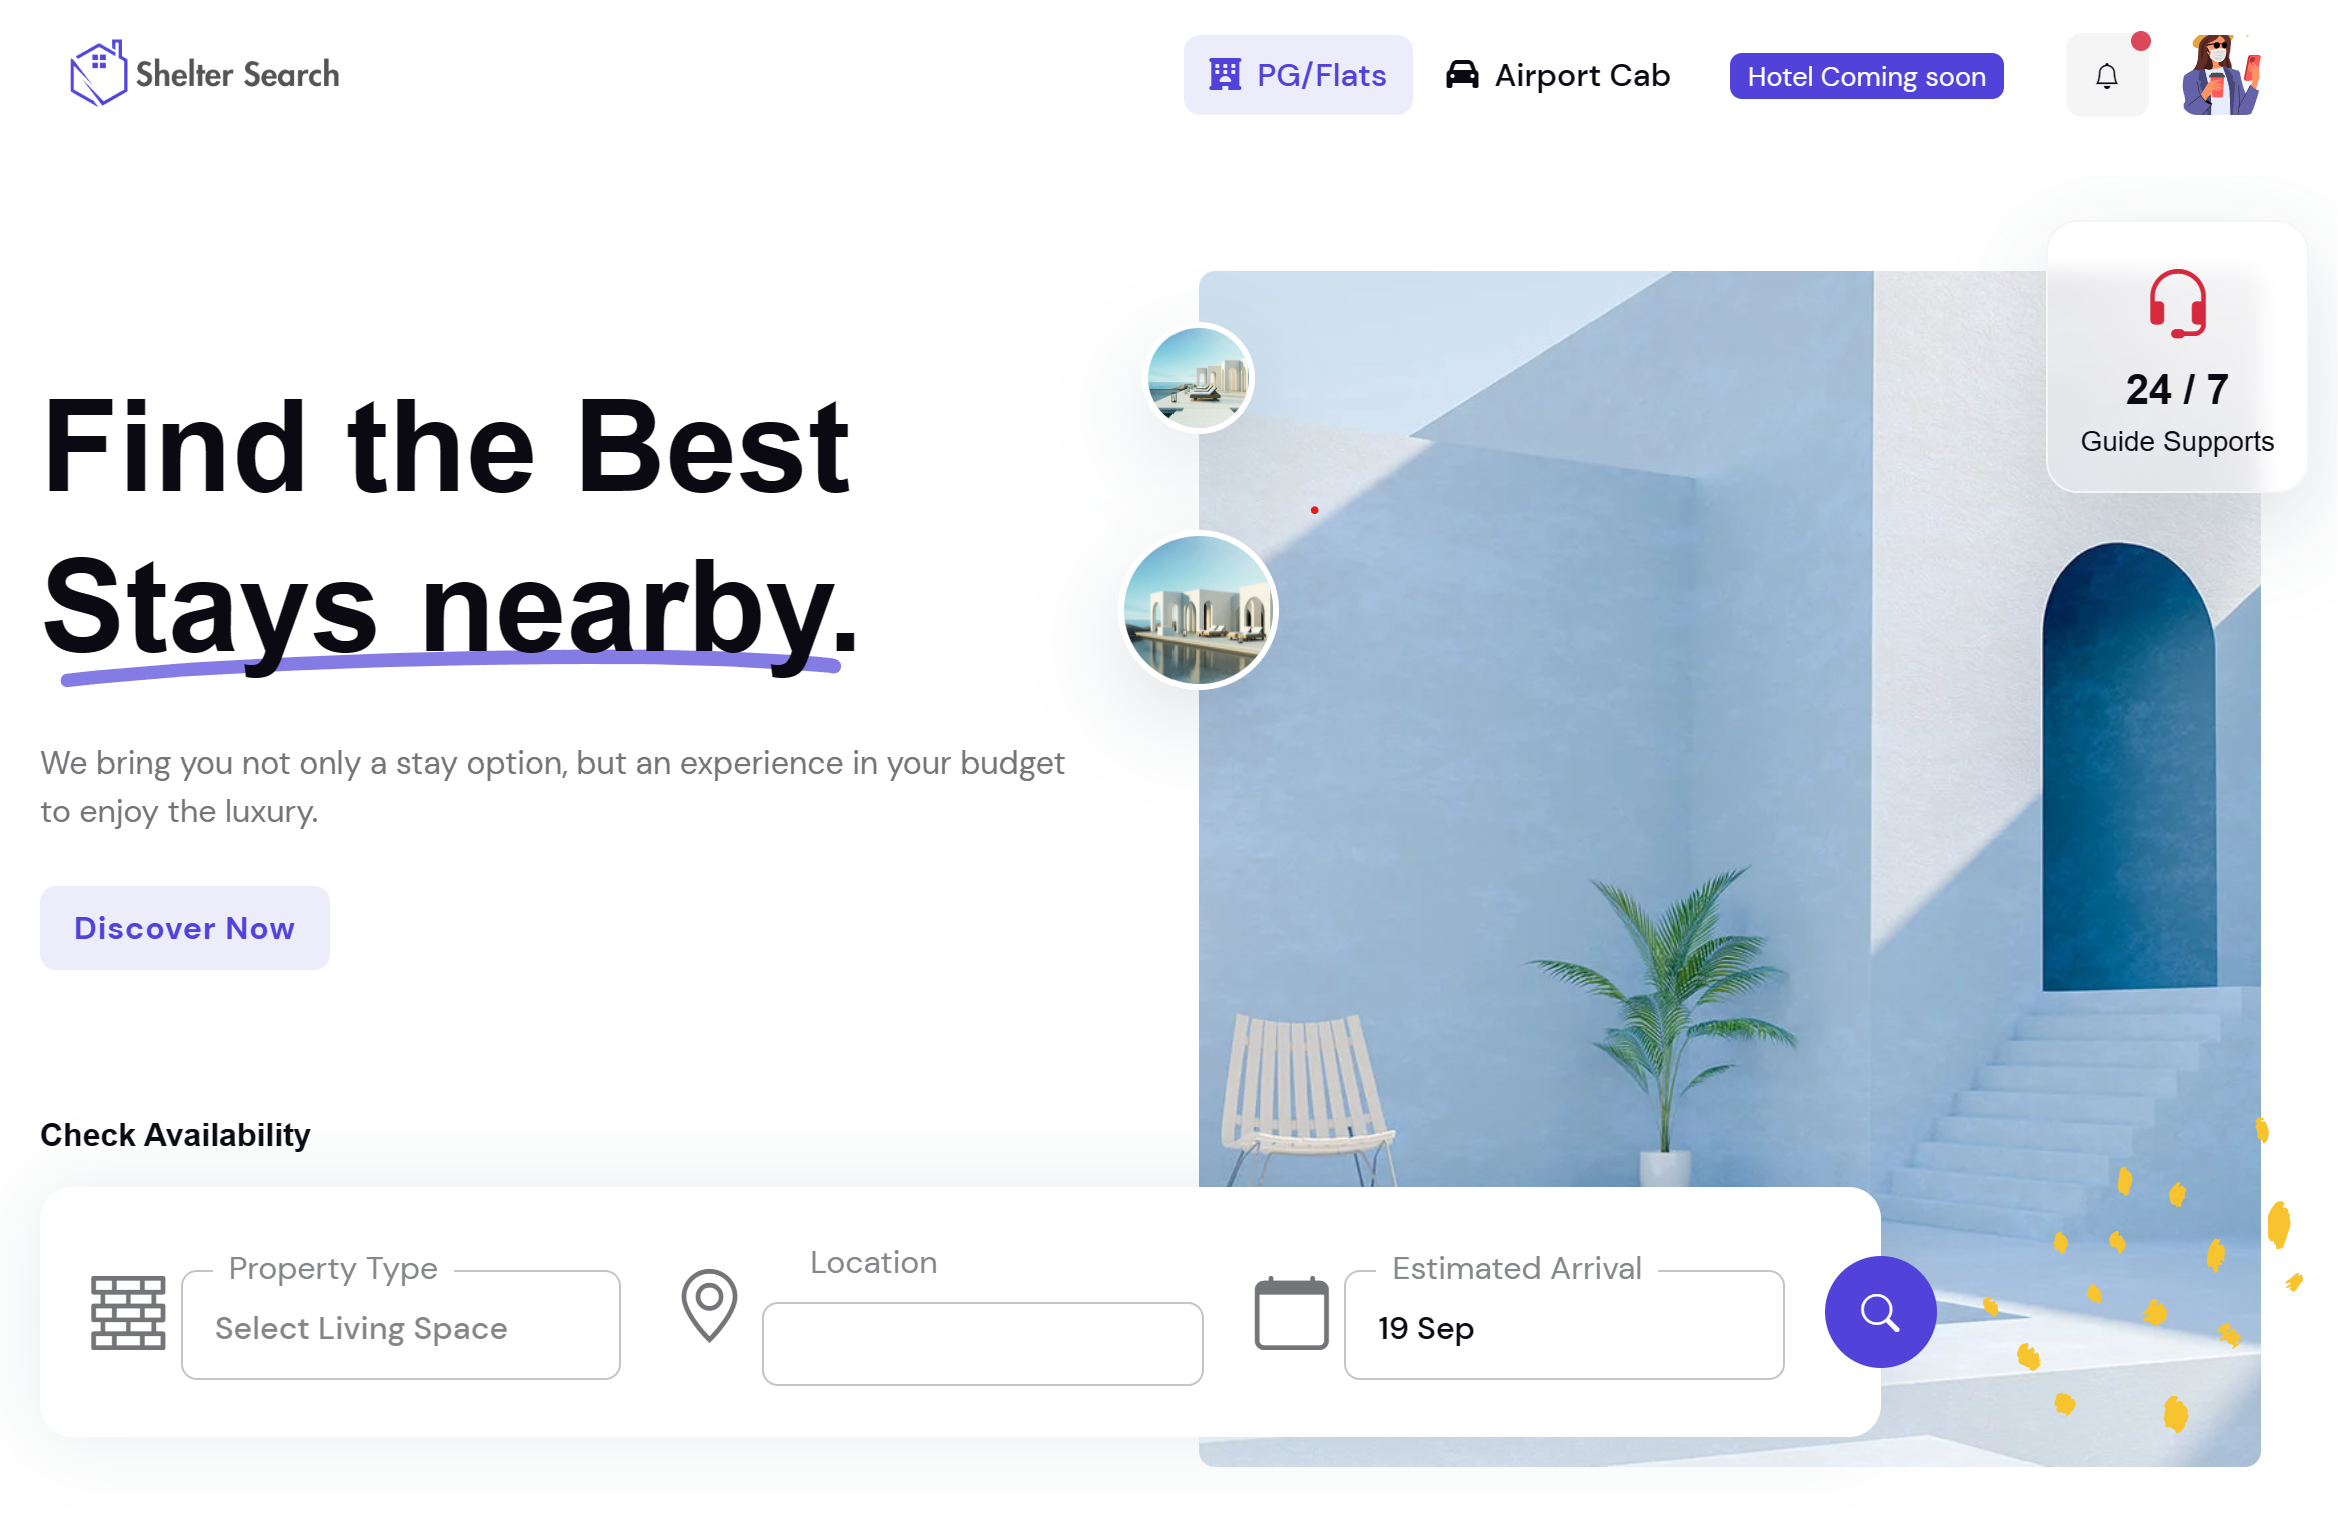 Shelter Search
PG/Flats
Airport Cab
Hotel Coming soon
24 / 7
Guide Supports
Find the Best
Stays nearby.
We bring you not only a stay option, but an experience in your budget
to enjoy the luxury.
Discover Now
Check Availability
Property Type
Select Living Space
Location
Estimated Arrival
19 Sep